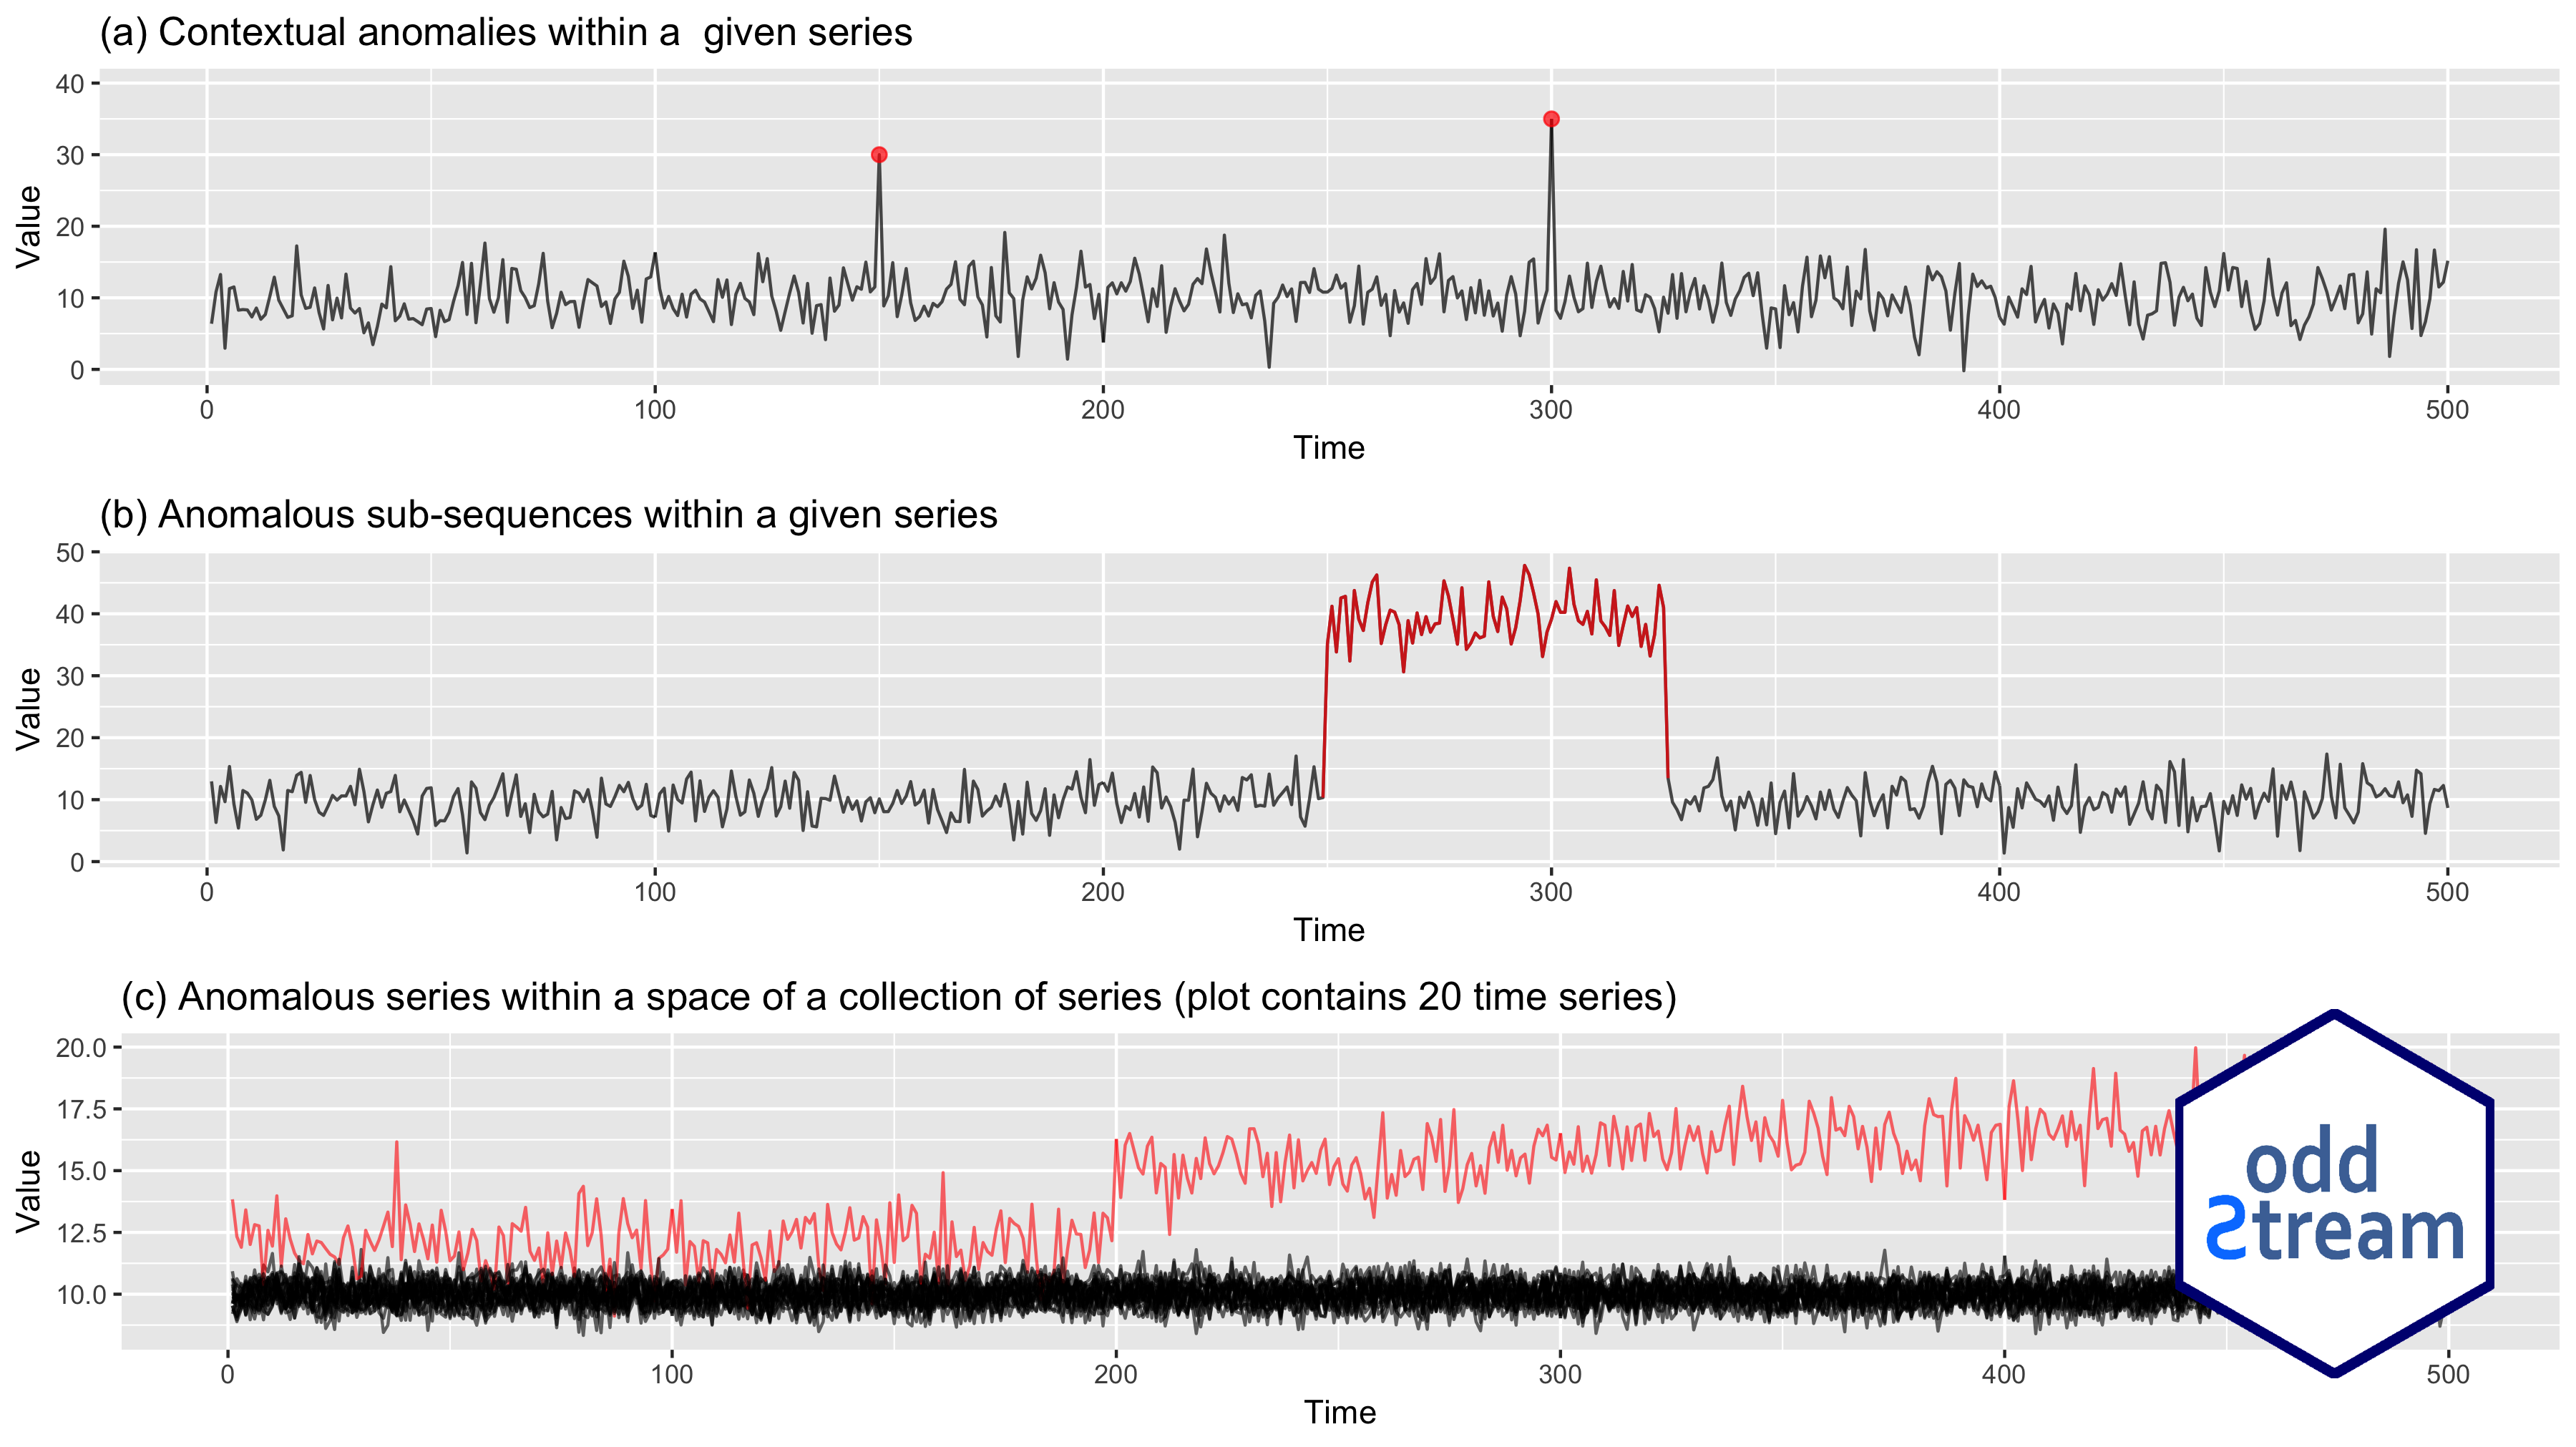 (a) Contextual anomalies within a  given series
40
30
20
10
0
Value
0 100 200 300 400 500
Time
(b) Anomalous sub-sequences within a given series
50
40
30
20
10
0
Value
0 100 200 300 400 500
Time
(c) Anomalous series within a space of a collection of series (plot contains 20 time series)
20.0
17.5
15.0
12.5
10.0
Value
0 100 200 300 400 500
Time
odd
Stream